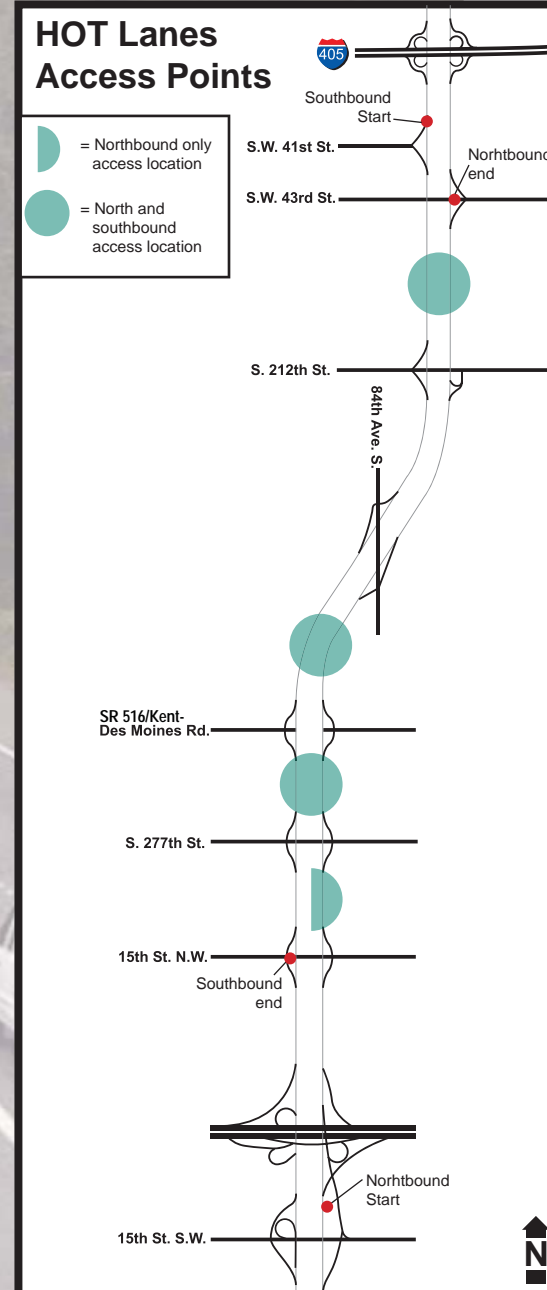 HOT Lanes
Access Points
405
= Northbound only
access location
= North and
southbound
access location
Southbound
Start
S.W. 41st St.
Norhtbound
end
S.W. 43rd St.
S. 212th St.
84th Ave. S.
SR 516/Kent-
Des Moines Rd.
S. 277th St.
15th St. N.W.
Southbound
end
Norhtbound
Start
15th St. S.W.
N